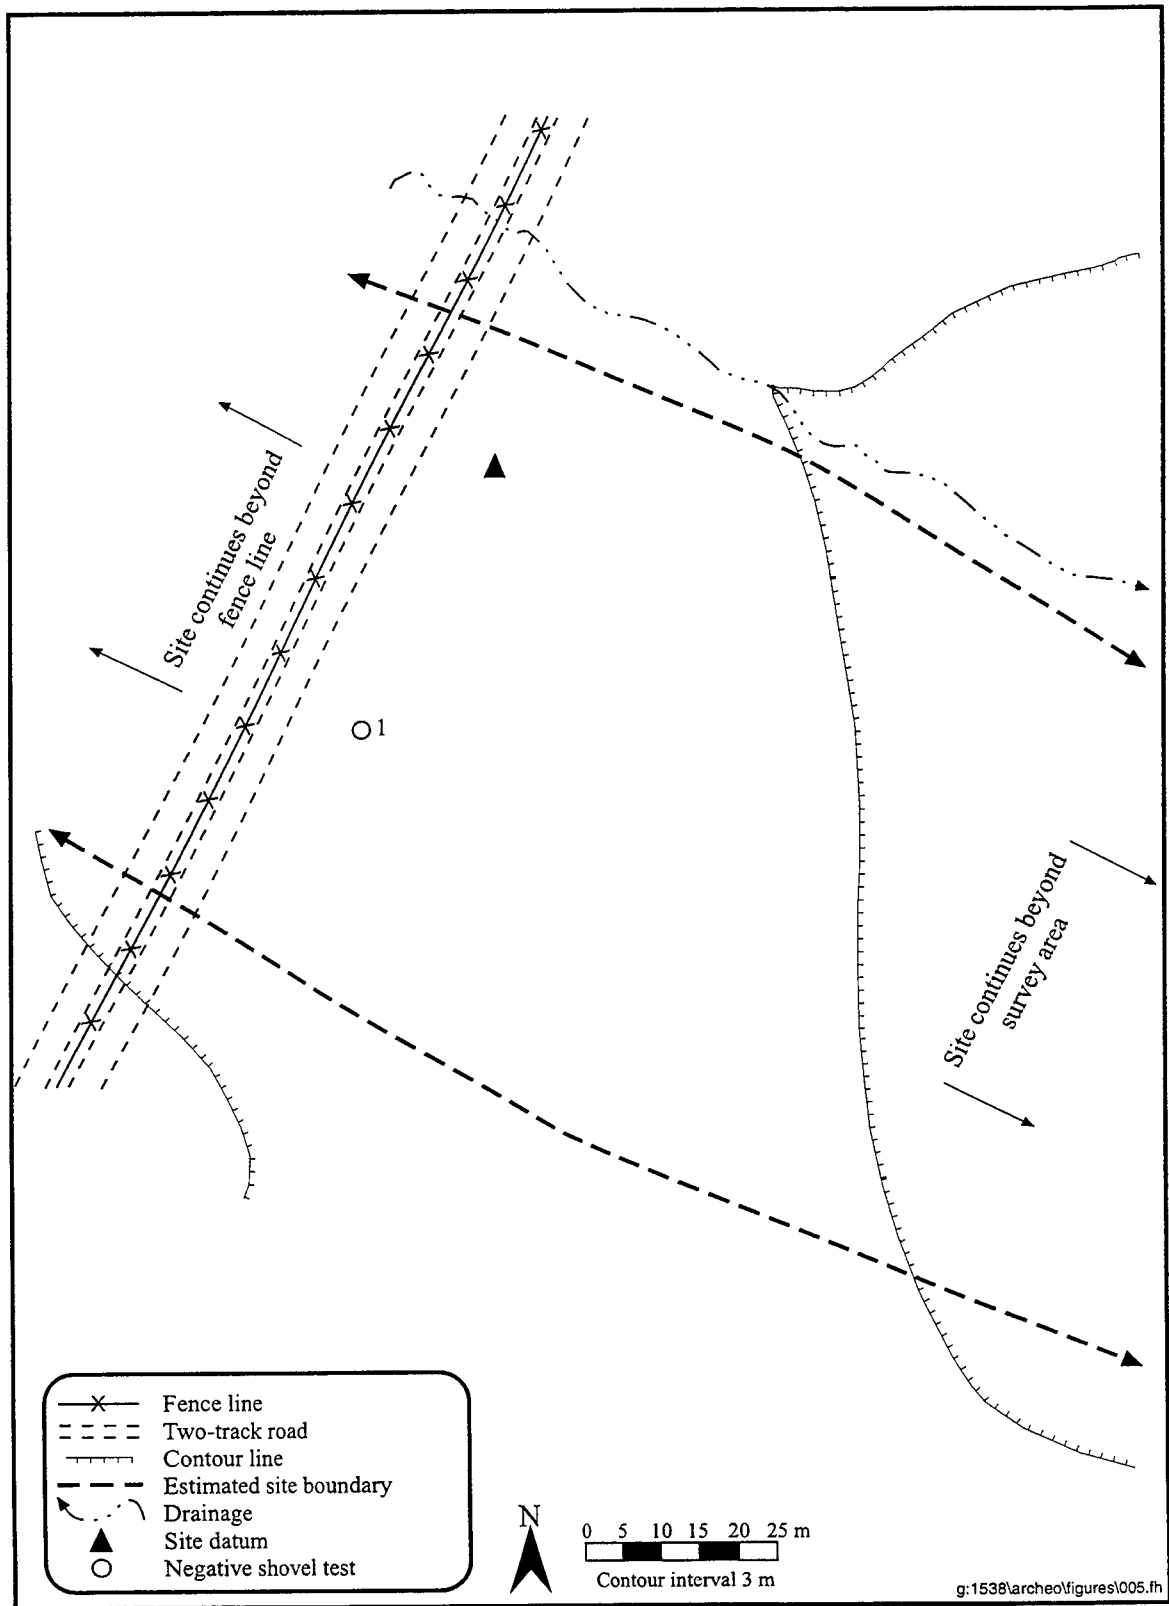 Site continues beyond
fence line
1
Site continues beyond
survey area
Fence line
Two-track road
Contour line
Estimated site boundary
Drainage
Site datum
Negative shovel test
N
0 5 10 15 20 25 m
Contour interval 3 m
g:1538\archeo\figures\005.fh